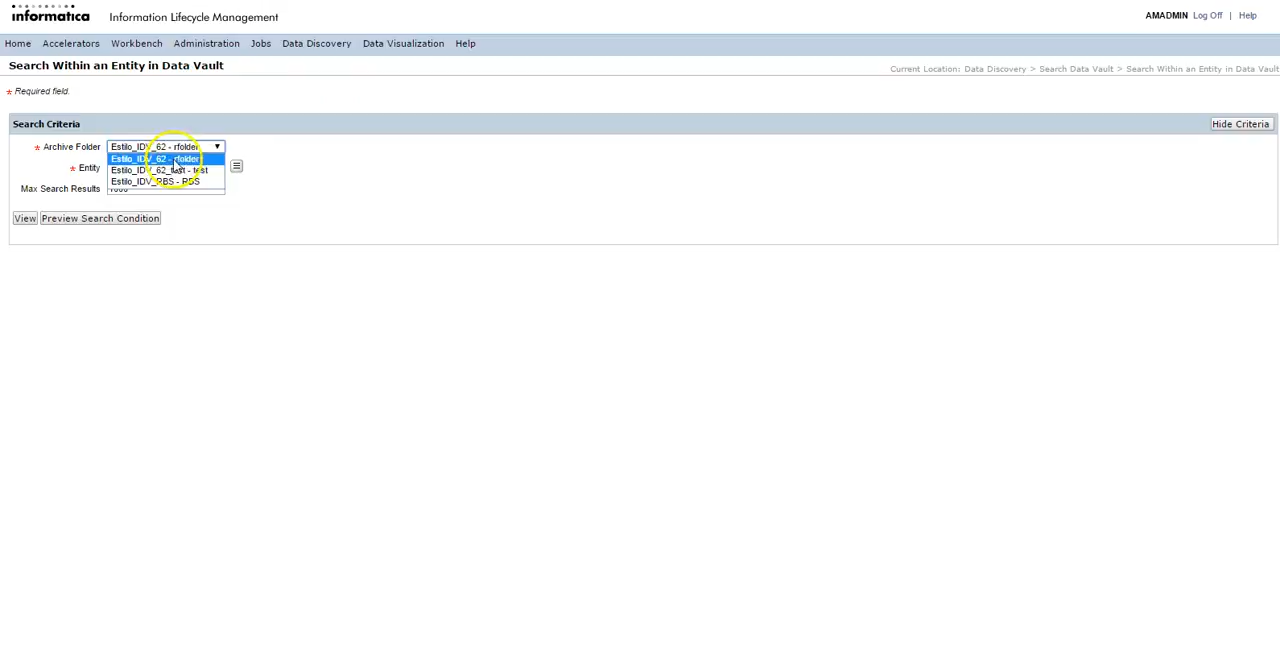 informatica Information Lifecycle Management
AMADMIN Log Off | Help
Home Accelerators Workbench Administration Jobs Data Discovery Data Visualization Help
Search Within an Entity in Data Vault
Current Location: Data Discovery > Search Data Vault > Search Within an Entity in Data Vault
* Required field.
Search Criteria
Hide Criteria
* Archive Folder Estilo_IDV_62 - rfolder
Estilo_IDV_62 - rfolder
* Entity
Estilo_IDV_62_test - test
Estilo_IDV_RBS - RBS
Max Search Results
View Preview Search Condition